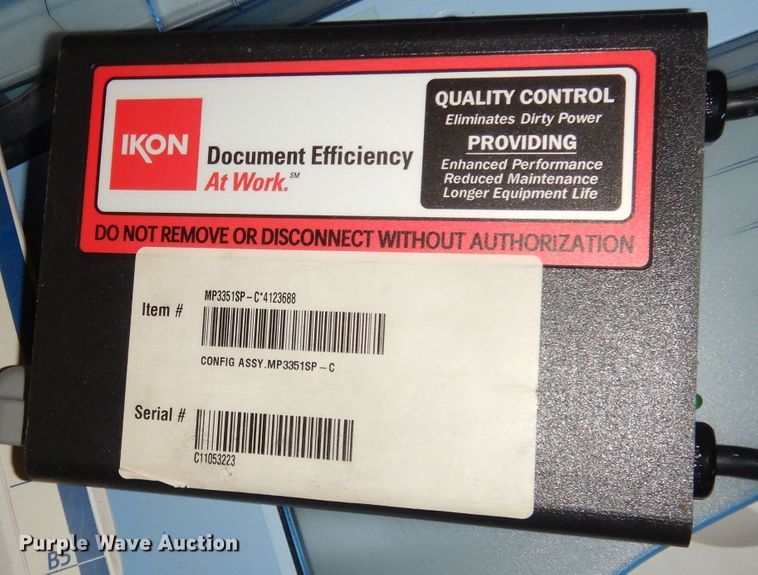 IKON
Document Efficiency
At Work.℠
QUALITY CONTROL
Eliminates Dirty Power
PROVIDING
Enhanced Performance
Reduced Maintenance
Longer Equipment Life
DO NOT REMOVE OR DISCONNECT WITHOUT AUTHORIZATION
Item #
MP3351SP-C*4123688
CONFIG ASSY.MP3351SP-C
Serial #
C11053223
B5
Purple Wave Auction